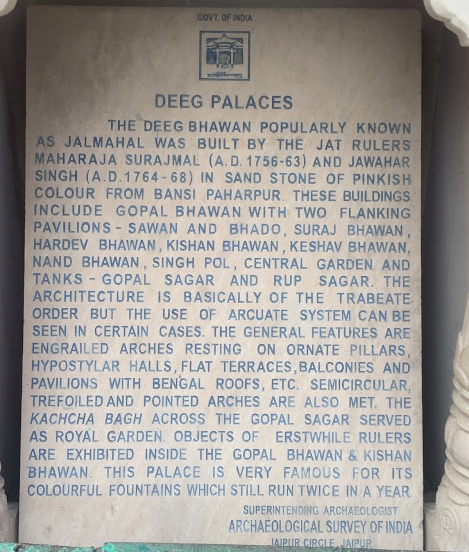 GOVT. OF INDIA
DEEG PALACES
THE DEEG BHAWAN POPULARLY KNOWN
AS JALMAHAL WAS BUILT BY THE JAT RULERS
MAHARAJA SURAJMAL (A.D. 1756-63) AND JAWAHAR
SINGH (A.D. 1764-68) IN SAND STONE OF PINKISH
COLOUR FROM BANSI PAHARPUR. THESE BUILDINGS
INCLUDE GOPAL BHAWAN WITH TWO FLANKING
PAVILIONS - SAWAN AND BHADO, SURAJ BHAWAN,
HARDEV BHAWAN, KISHAN BHAWAN, KESHAV BHAWAN,
NAND BHAWAN, SINGH POL, CENTRAL GARDEN AND
TANKS - GOPAL SAGAR AND RUP SAGAR. THE
ARCHITECTURE IS BASICALLY OF THE TRABEATE
ORDER BUT THE USE OF ARCUATE SYSTEM CAN BE
SEEN IN CERTAIN CASES. THE GENERAL FEATURES ARE
ENGRAILED ARCHES RESTING ON ORNATE PILLARS,
HYPOSTYLAR HALLS, FLAT TERRACES, BALCONIES AND
PAVILIONS WITH BENGAL ROOFS, ETC. SEMICIRCULAR,
TREFOILED AND POINTED ARCHES ARE ALSO MET. THE
KACHCHA BAGH ACROSS THE GOPAL SAGAR SERVED
AS ROYAL GARDEN. OBJECTS OF ERSTWHILE RULERS
ARE EXHIBITED INSIDE THE GOPAL BHAWAN & KISHAN
BHAWAN. THIS PALACE IS VERY FAMOUS FOR ITS
COLOURFUL FOUNTAINS WHICH STILL RUN TWICE IN A YEAR
SUPERINTENDING ARCHAEOLOGIST
ARCHAEOLOGICAL SURVEY OF INDIA
JAIPUR CIRCLE, JAIPUR